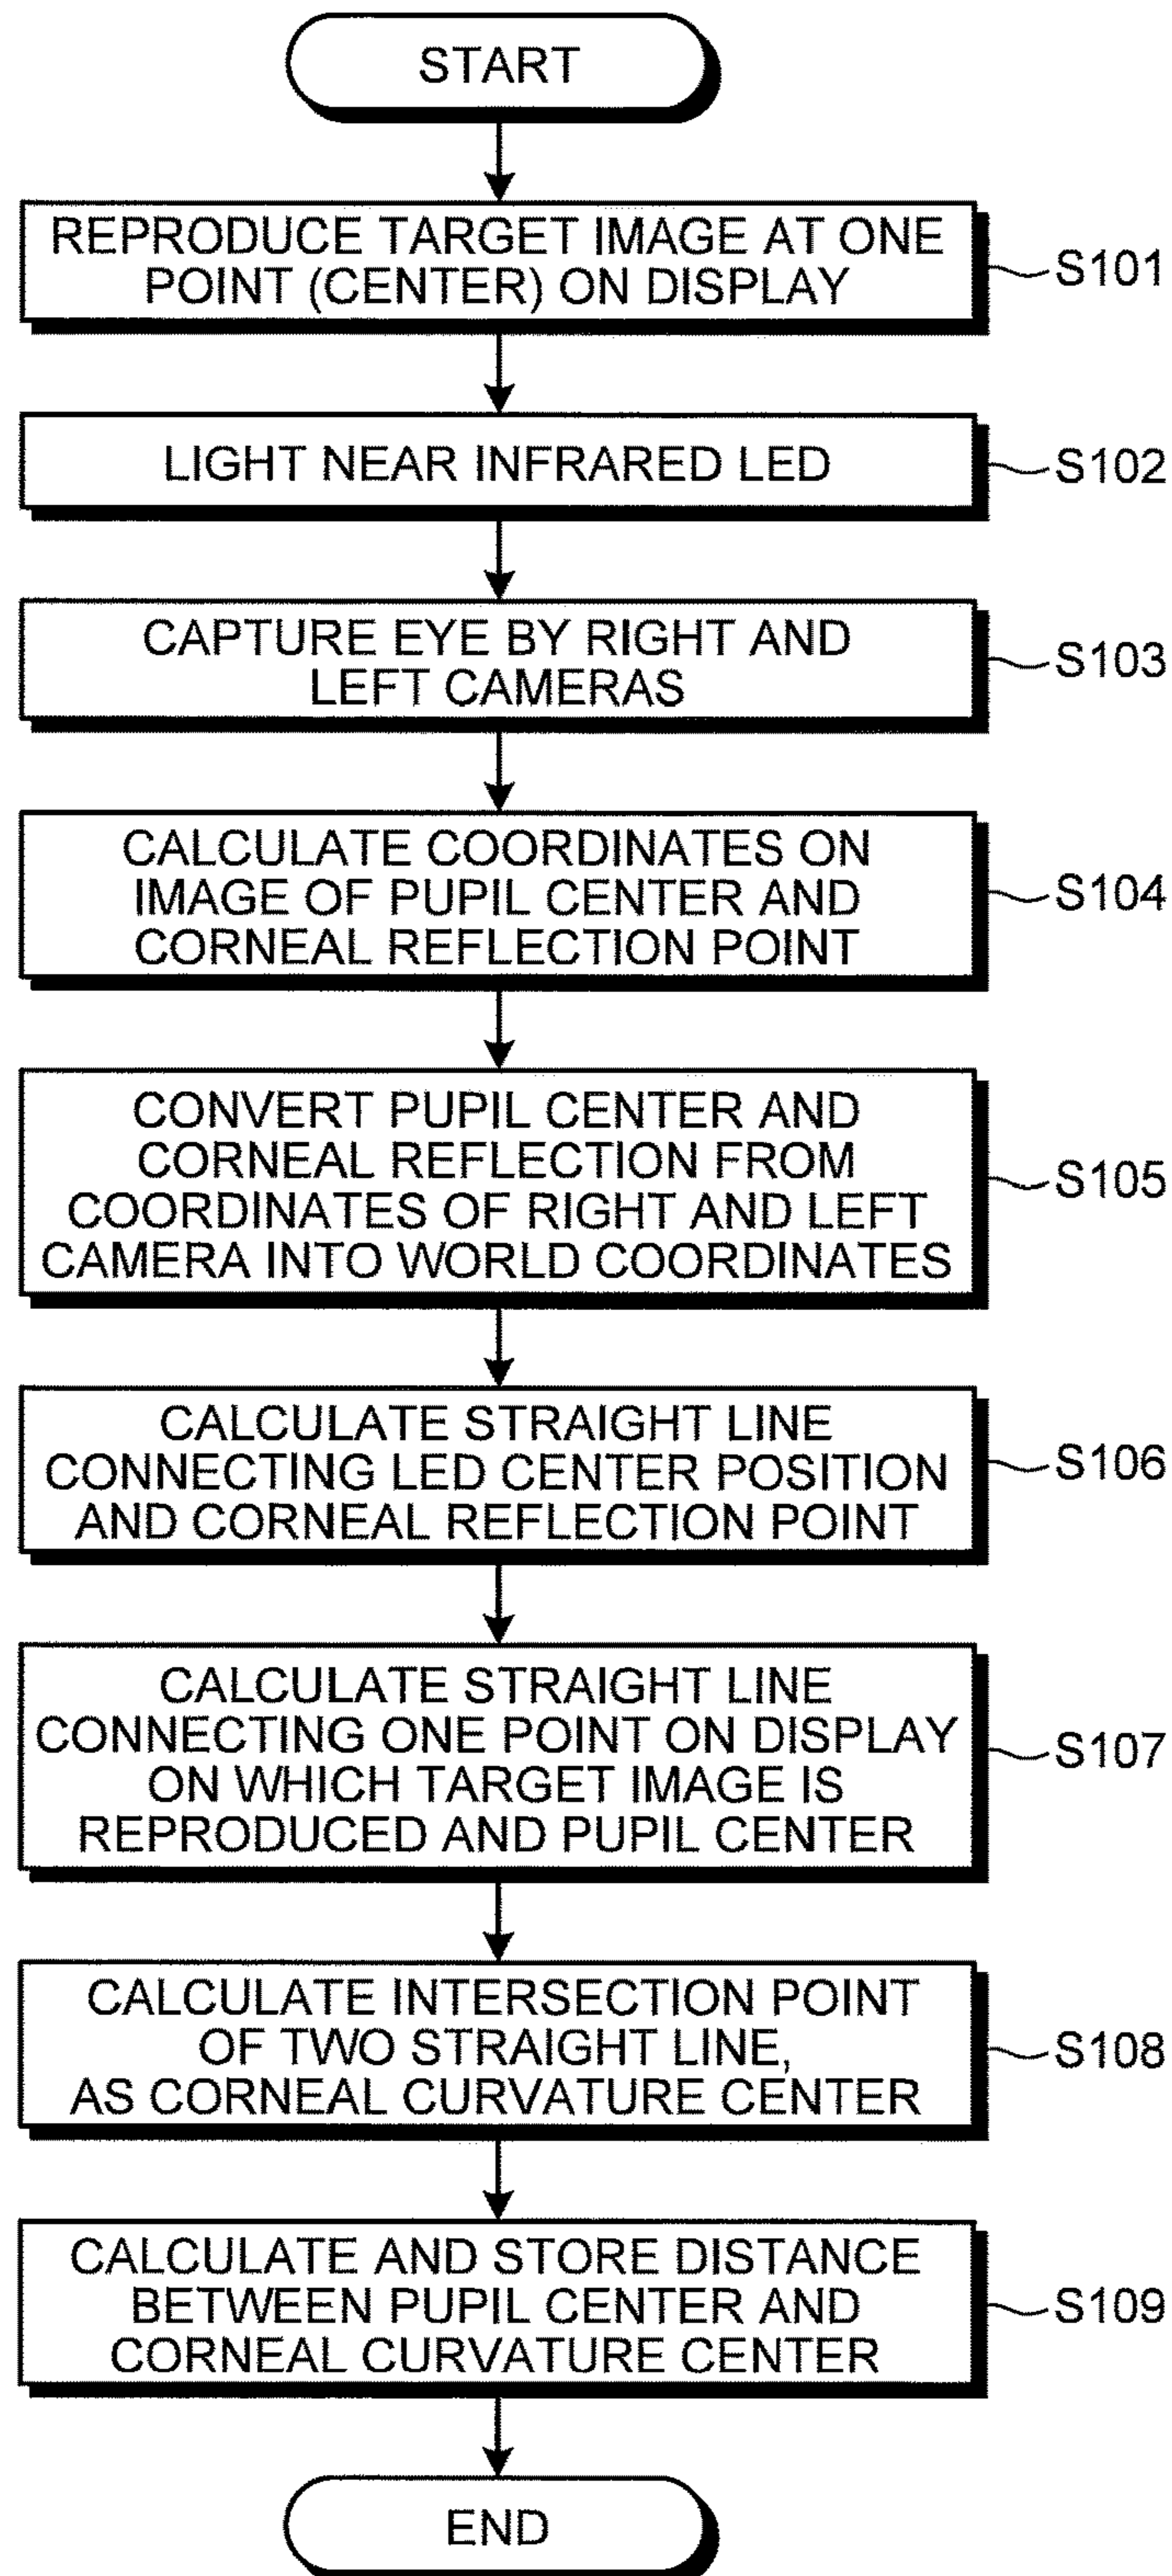 START
REPRODUCE TARGET IMAGE AT ONE
POINT (CENTER) ON DISPLAY
S101
LIGHT NEAR INFRARED LED
S102
CAPTURE EYE BY RIGHT AND
LEFT CAMERAS
S103
CALCULATE COORDINATES ON
IMAGE OF PUPIL CENTER AND
CORNEAL REFLECTION POINT
S104
CONVERT PUPIL CENTER AND
CORNEAL REFLECTION FROM
COORDINATES OF RIGHT AND LEFT
CAMERA INTO WORLD COORDINATES
S105
CALCULATE STRAIGHT LINE
CONNECTING LED CENTER POSITION
AND CORNEAL REFLECTION POINT
S106
CALCULATE STRAIGHT LINE
CONNECTING ONE POINT ON DISPLAY
ON WHICH TARGET IMAGE IS
REPRODUCED AND PUPIL CENTER
S107
CALCULATE INTERSECTION POINT
OF TWO STRAIGHT LINE,
AS CORNEAL CURVATURE CENTER
S108
CALCULATE AND STORE DISTANCE
BETWEEN PUPIL CENTER AND
CORNEAL CURVATURE CENTER
S109
END